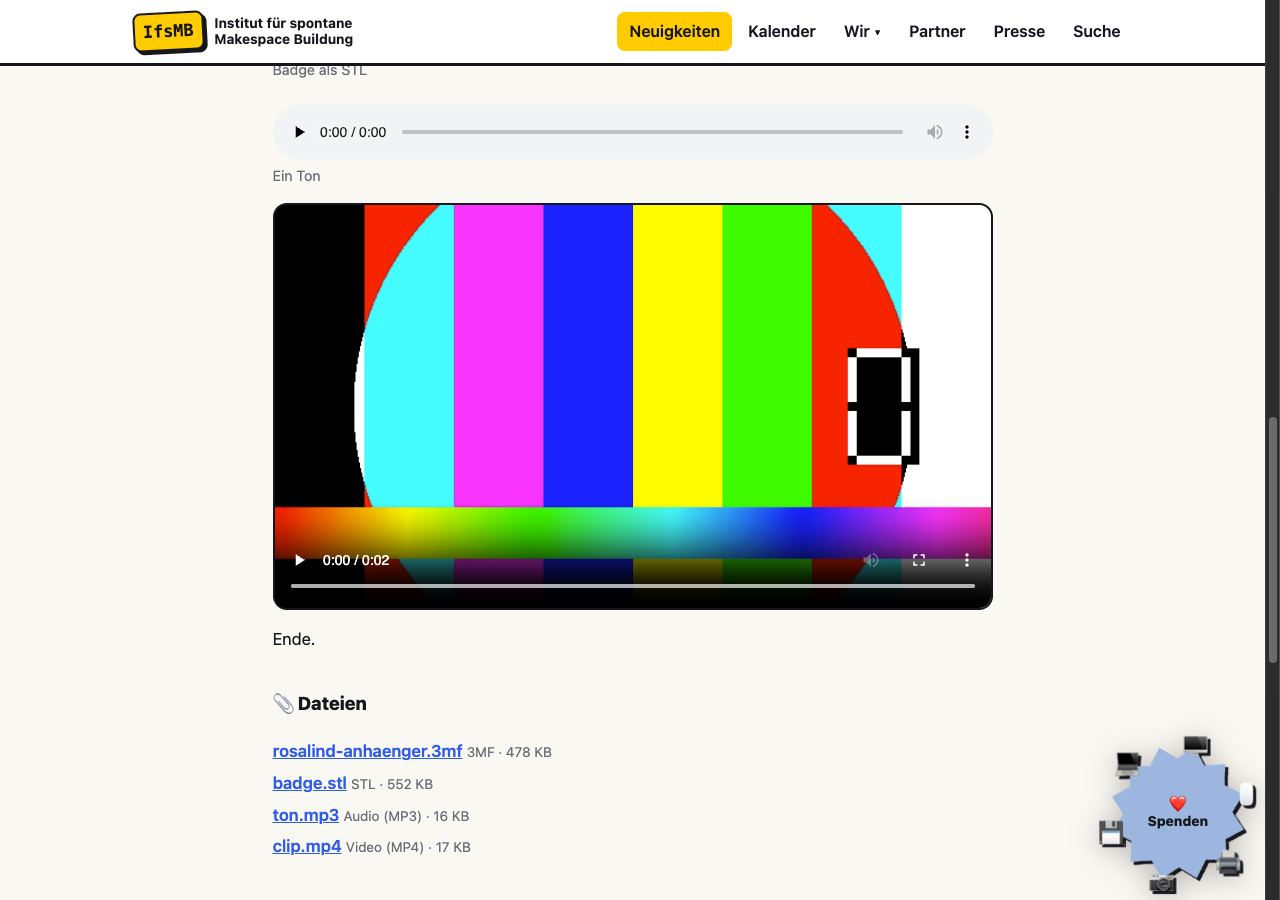 IfsMB
Institut für spontane
Makespace Buildung
Neuigkeiten
Kalender
Wir ▾
Partner
Presse
Suche
Badge als STL
0:00 / 0:00
Ein Ton
0:00 / 0:02
Ende.
📎 Dateien
rosalind-anhaenger.3mf 3MF · 478 KB
badge.stl STL · 552 KB
ton.mp3 Audio (MP3) · 16 KB
clip.mp4 Video (MP4) · 17 KB
❤️
Spenden